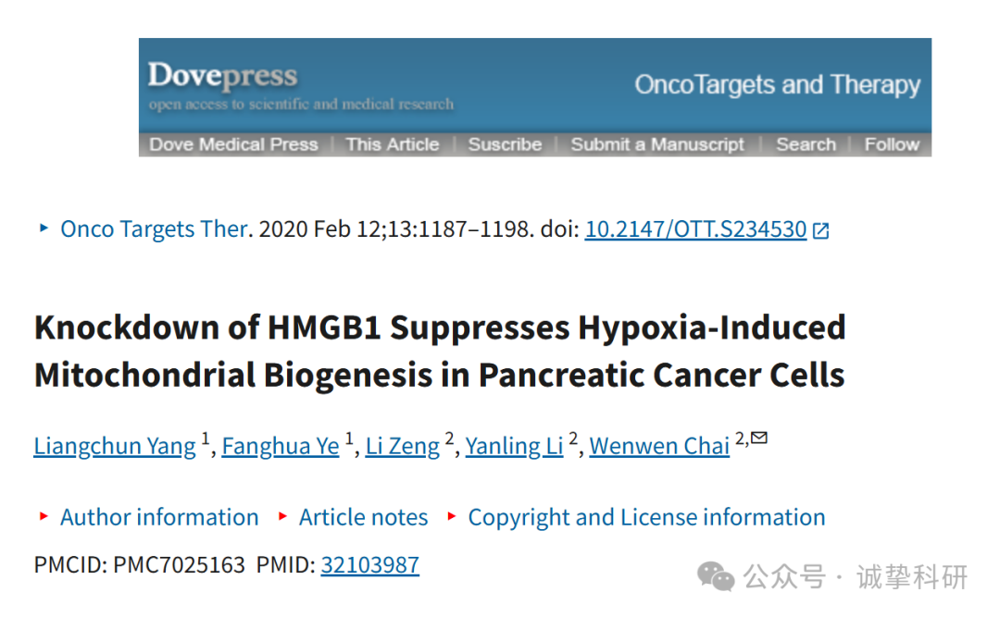 Dovepress
open access to scientific and medical research
OncoTargets and Therapy
Dove Medical Press | This Article | Suscribe | Submit a Manuscript | Search | Follow
Onco Targets Ther. 2020 Feb 12;13:1187–1198. doi: 10.2147/OTT.S234530
Knockdown of HMGB1 Suppresses Hypoxia-Induced
Mitochondrial Biogenesis in Pancreatic Cancer Cells
Liangchun Yang 1, Fanghua Ye 1, Li Zeng 2, Yanling Li 2, Wenwen Chai 2,✉
Author information Article notes Copyright and License information
PMCID: PMC7025163 PMID: 32103987
公众号 · 诚挚科研